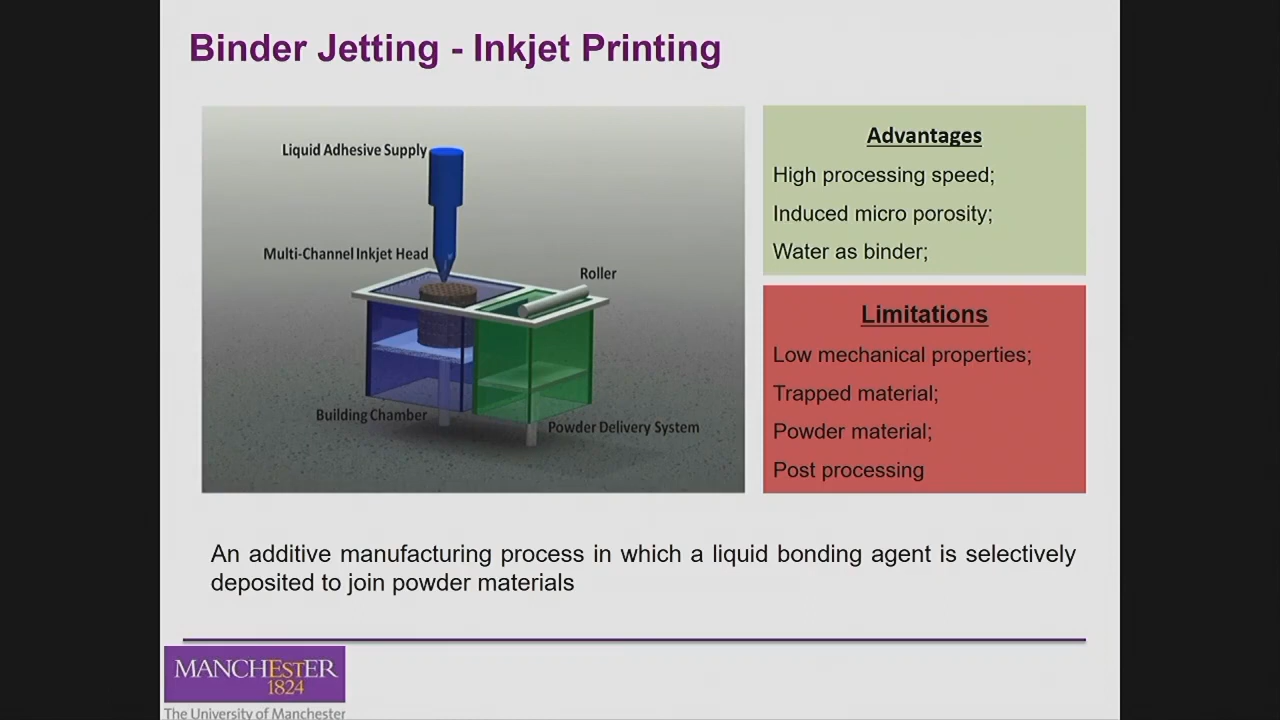 Binder Jetting - Inkjet Printing
Liquid Adhesive Supply
Multi-Channel Inkjet Head
Roller
Building Chamber
Powder Delivery System
Advantages
High processing speed;
Induced micro porosity;
Water as binder;
Limitations
Low mechanical properties;
Trapped material;
Powder material;
Post processing
An additive manufacturing process in which a liquid bonding agent is selectively
deposited to join powder materials
MANCHESTER
1824
The University of Manchester